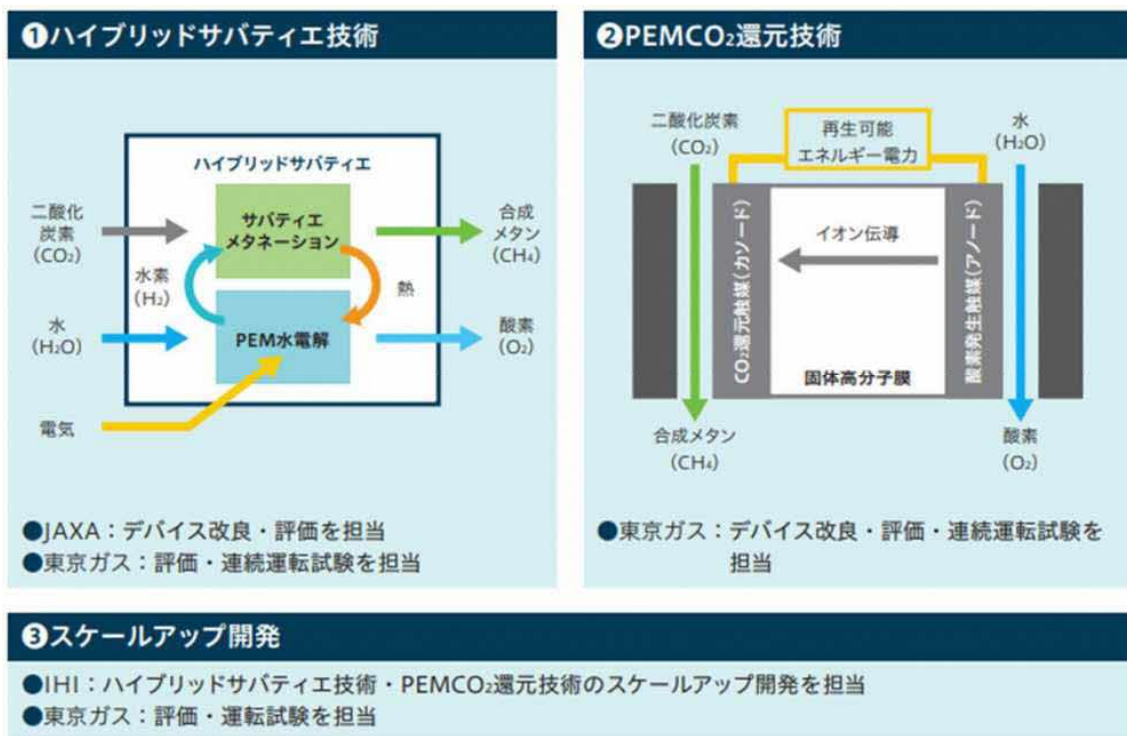 ❶ハイブリッドサバティエ技術
ハイブリッドサバティエ
二酸化
炭素
(CO₂)
サバティエ
メタネーション
合成
メタン
(CH₄)
水素
(H₂)
熱
水
(H₂O)
PEM水電解
酸素
(O₂)
電気
●JAXA：デバイス改良・評価を担当
●東京ガス：評価・連続運転試験を担当
❷PEMCO₂還元技術
二酸化炭素
(CO₂)
再生可能
エネルギー電力
水
(H₂O)
CO₂還元触媒(カソード)
イオン伝導
固体高分子膜
酸素発生触媒(アノード)
合成メタン
(CH₄)
酸素
(O₂)
●東京ガス：デバイス改良・評価・連続運転試験を
担当
❸スケールアップ開発
●IHI：ハイブリッドサバティエ技術・PEMCO₂還元技術のスケールアップ開発を担当
●東京ガス：評価・運転試験を担当